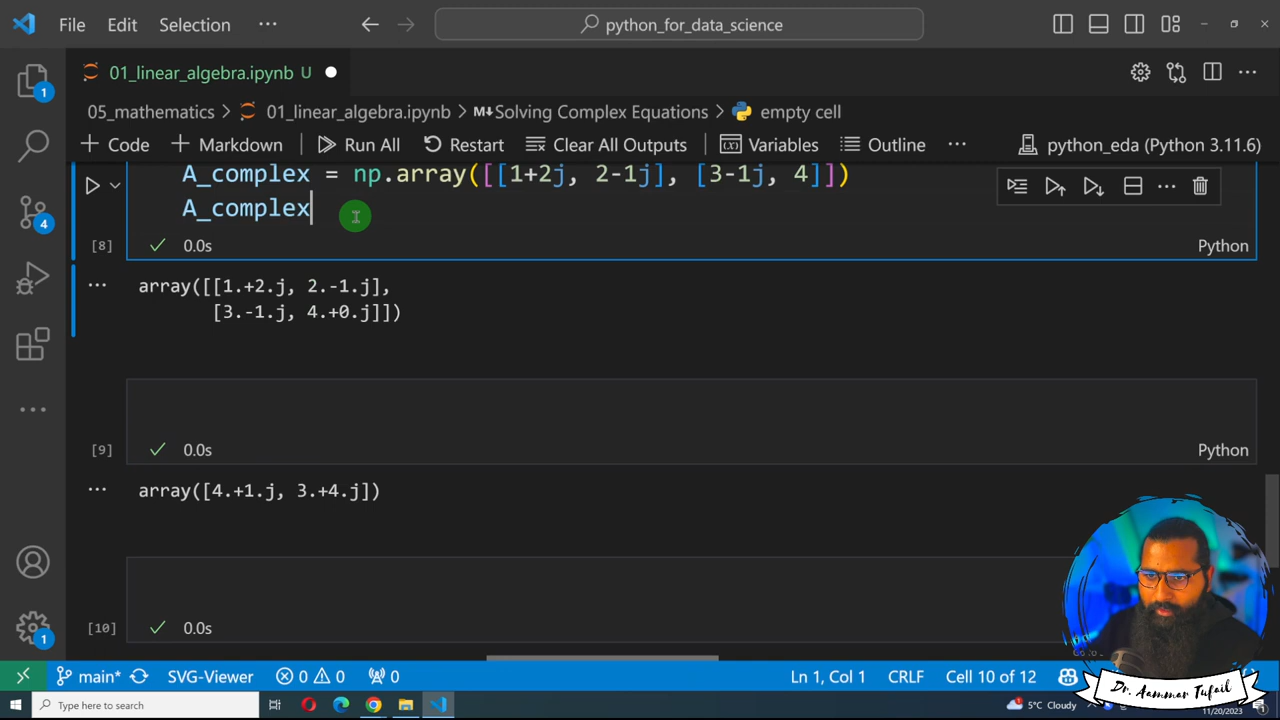 File Edit Selection ··· python_for_data_science
01_linear_algebra.ipynb U
05_mathematics > 01_linear_algebra.ipynb > M↓Solving Complex Equations > empty cell
+ Code + Markdown Run All Restart Clear All Outputs Variables Outline ··· python_eda (Python 3.11.6)
A_complex = np.array([[1+2j, 2-1j], [3-1j, 4]])
A_complex
[8] 0.0s Python
array([[1.+2.j, 2.-1.j],
[3.-1.j, 4.+0.j]])
[9] 0.0s Python
array([4.+1.j, 3.+4.j])
[10] 0.0s
1
4
1
main* SVG-Viewer 0 0 0 Ln 1, Col 1 CRLF Cell 10 of 12
Dr. Aammar Tufail
Type here to search 5°C Cloudy 11/20/2023